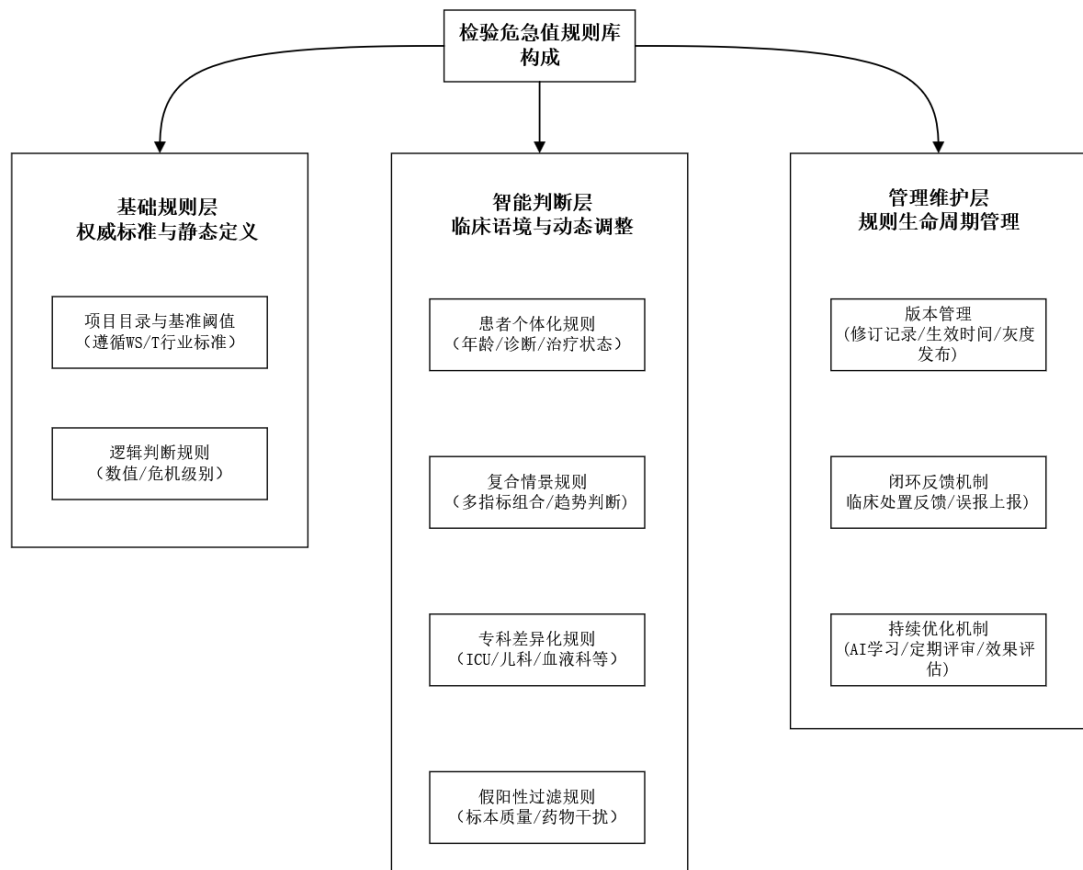 检验危急值规则库
构成
基础规则层
权威标准与静态定义
项目目录与基准阈值
（遵循WS/T行业标准）
逻辑判断规则
（数值/危机级别）
智能判断层
临床语境与动态调整
患者个体化规则
（年龄/诊断/治疗状态）
复合情景规则
(多指标组合/趋势判断)
专科差异化规则
(ICU/儿科/血液科等）
假阳性过滤规则
（标本质量/药物干扰）
管理维护层
规则生命周期管理
版本管理
(修订记录/生效时间/灰度
发布)
闭环反馈机制
临床处置反馈/误报上报)
持续优化机制
(AI学习/定期评审/效果评
估)